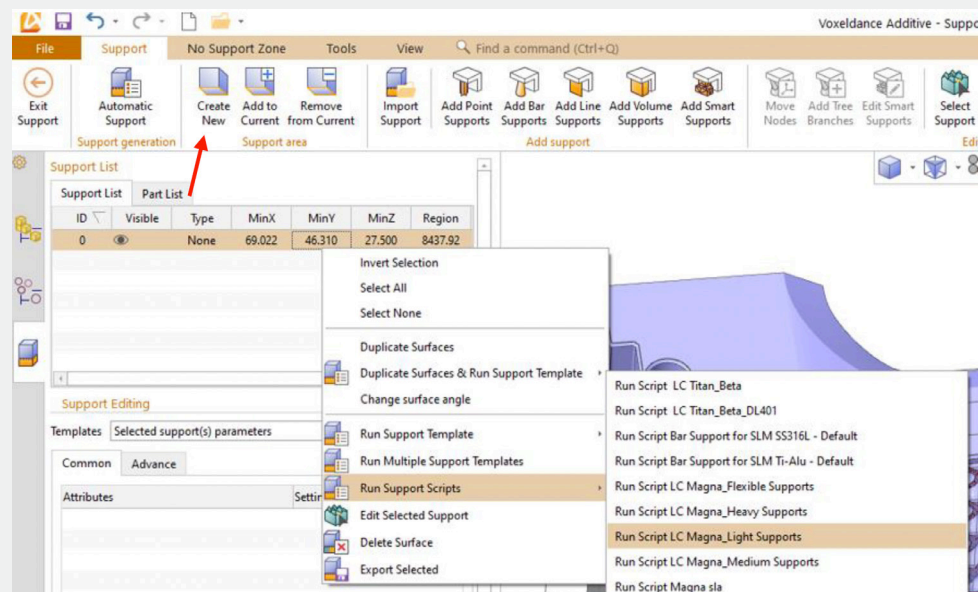 Voxeldance Additive - Suppo
File Support No Support Zone Tools View Find a command (Ctrl+Q)
Exit Support
Automatic Support
Create New
Add to Current
Remove from Current
Import Support
Add Point Supports
Add Bar Supports
Add Line Supports
Add Volume Supports
Add Smart Supports
Move Nodes
Add Tree Branches
Edit Smart Supports
Select Support
Support generation
Support area
Add support
Edi
Support List
Support List Part List
ID Visible Type MinX MinY MinZ Region
0 None 69.022 46.310 27.500 8437.92
Invert Selection
Select All
Select None
Duplicate Surfaces
Duplicate Surfaces & Run Support Template
Change surface angle
Run Support Template
Run Multiple Support Templates
Run Support Scripts
Edit Selected Support
Delete Surface
Export Selected
Run Script LC Titan_Beta
Run Script LC Titan_Beta_DL401
Run Script Bar Support for SLM SS316L - Default
Run Script Bar Support for SLM Ti-Alu - Default
Run Script LC Magna_Flexible Supports
Run Script LC Magna_Heavy Supports
Run Script LC Magna_Light Supports
Run Script LC Magna_Medium Supports
Run Script Magna sla
Support Editing
Templates Selected support(s) parameters
Common Advance
Attributes Settin